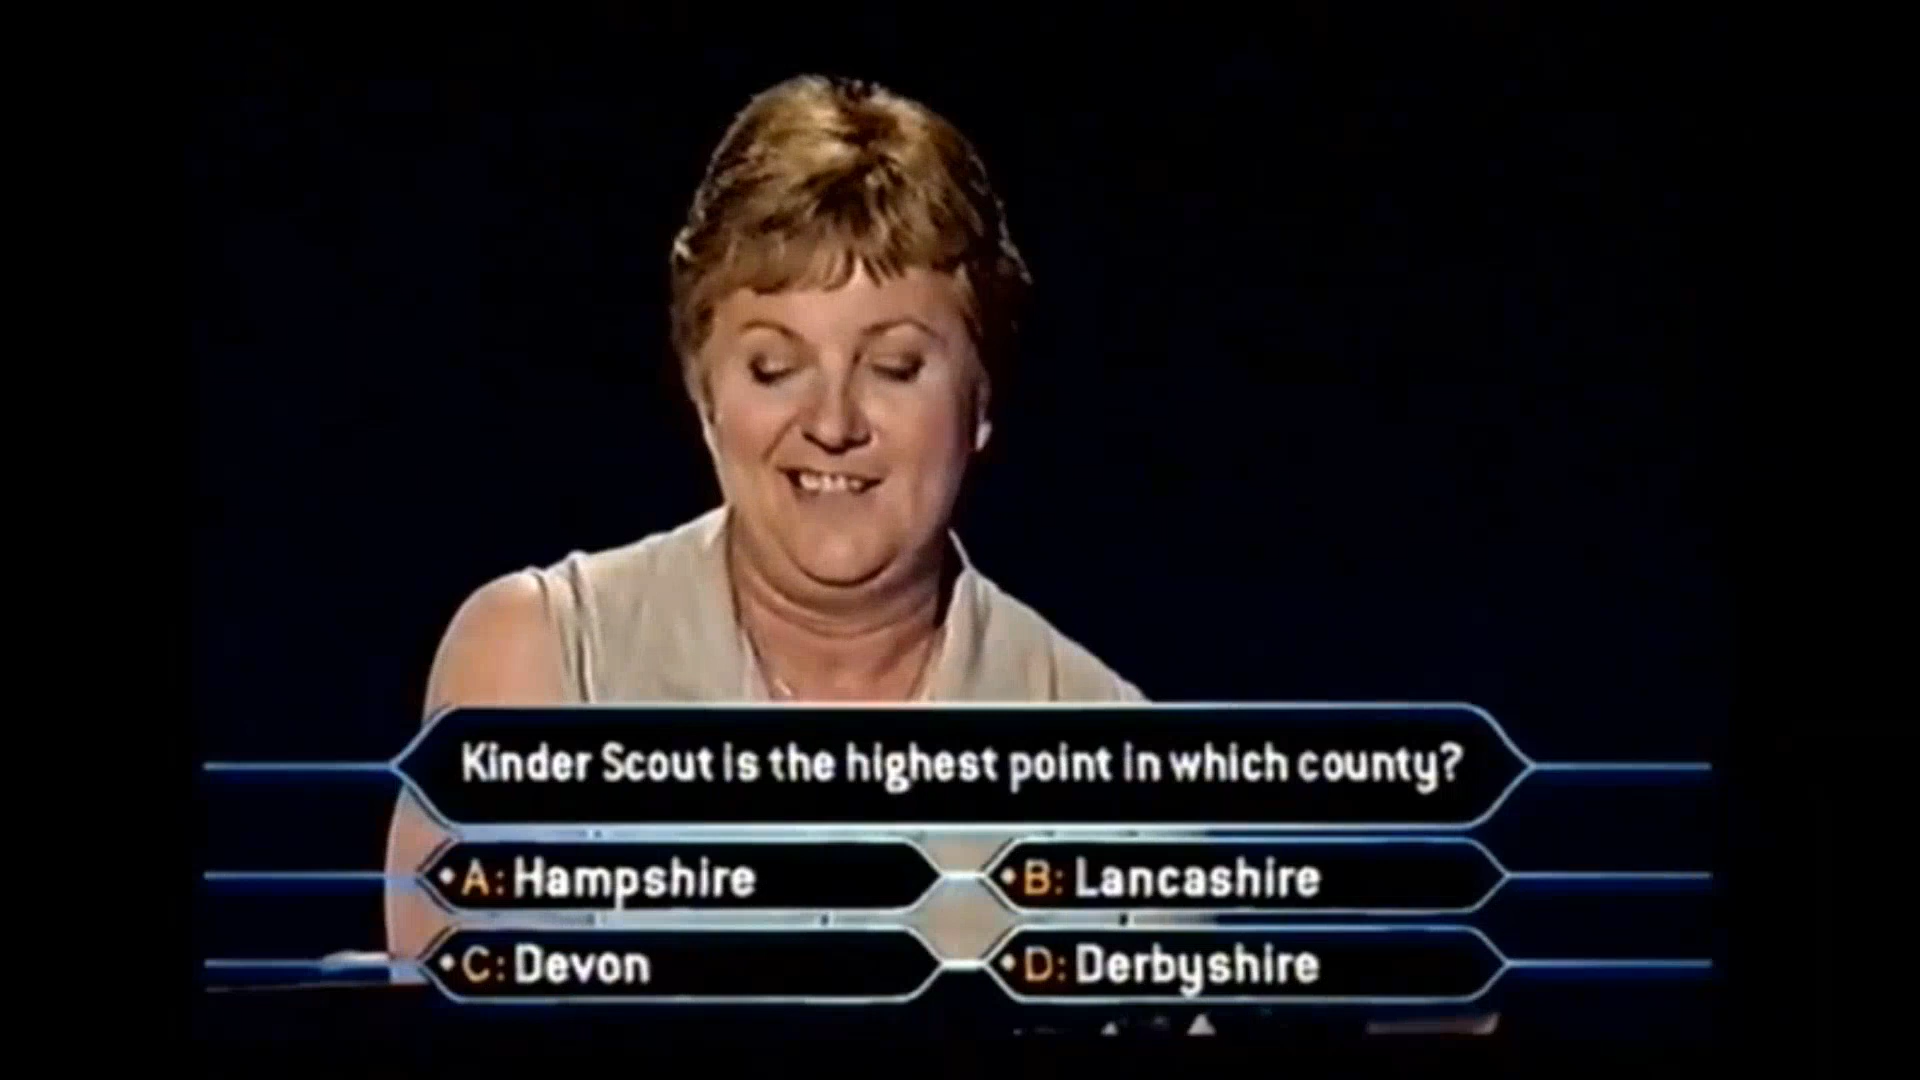 Kinder Scout is the highest point in which county?
A: Hampshire
B: Lancashire
C: Devon
D: Derbyshire